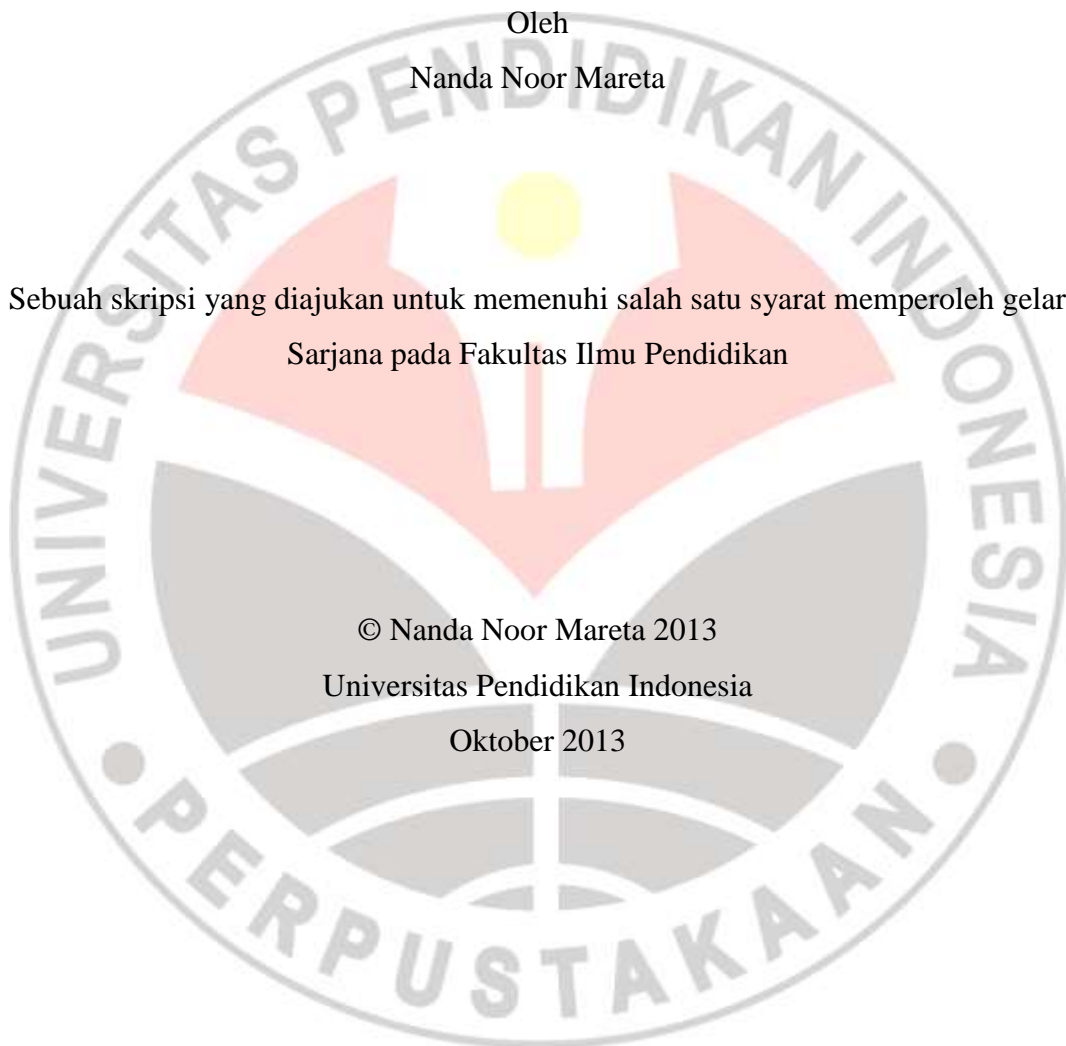 Oleh
Nanda Noor Mareta
UNIVERSITAS PENDIDIKAN INDONESIA
Sebuah skripsi yang diajukan untuk memenuhi salah satu syarat memperoleh gelar
Sarjana pada Fakultas Ilmu Pendidikan
© Nanda Noor Mareta 2013
Universitas Pendidikan Indonesia
Oktober 2013
PERPUSTAKAAN